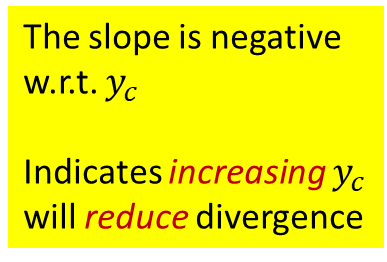 The slope is negative
w.r.t. y_c
Indicates increasing y_c
will reduce divergence